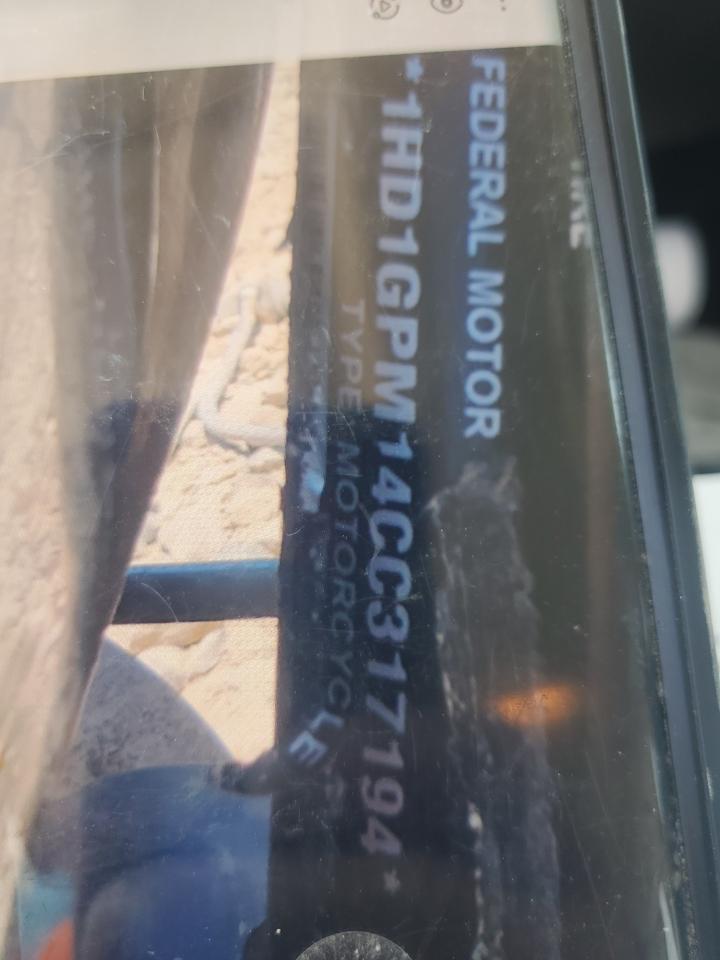 FEDERAL MOTOR
*1HD1GPM14CC317194*
TYPE MOTORCYCLE